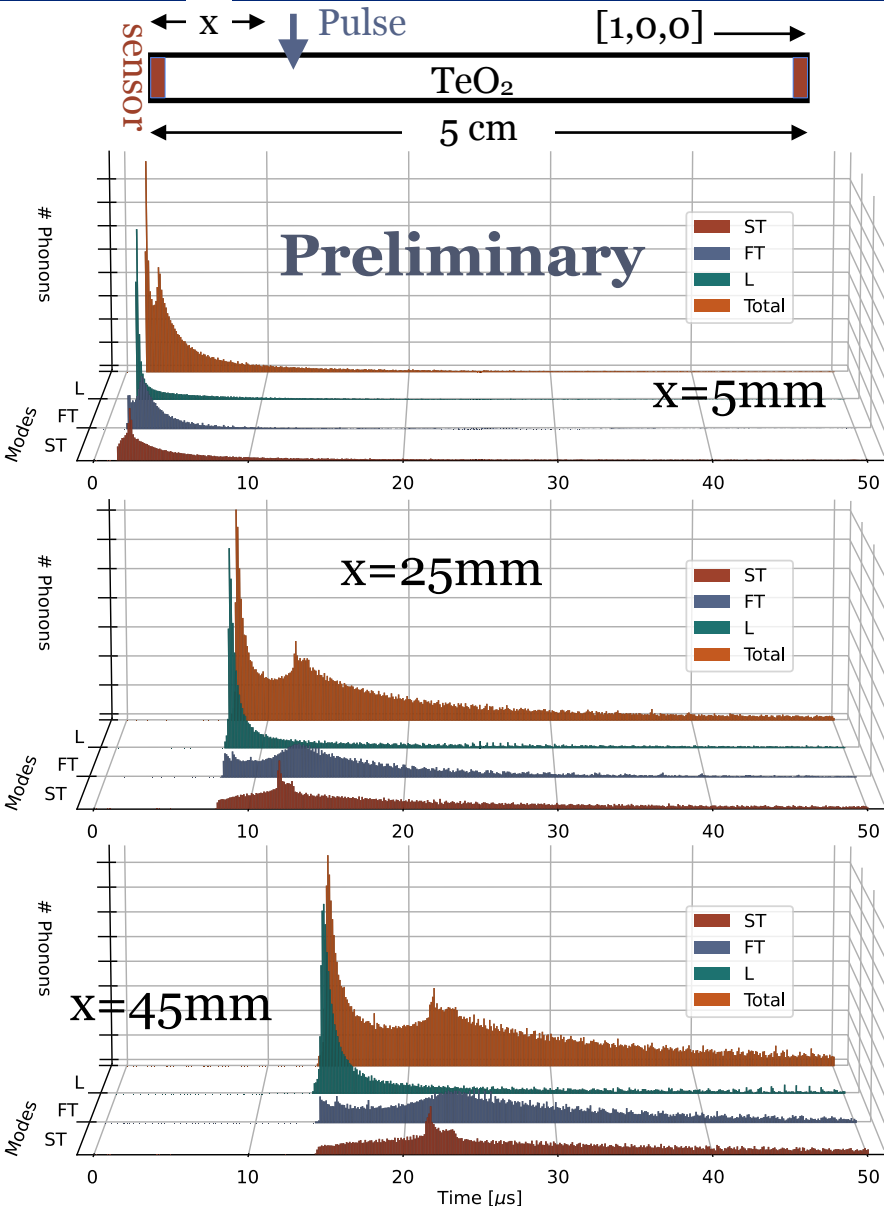 x
Pulse
[1,0,0]
sensor
TeO₂
5 cm
# Phonons
Preliminary
ST
FT
L
Total
x=5mm
L
FT
ST
Modes
0 10 20 30 40 50
# Phonons
x=25mm
ST
FT
L
Total
L
FT
ST
Modes
0 10 20 30 40 50
# Phonons
ST
FT
L
Total
x=45mm
L
FT
ST
Modes
0 10 20 30 40 50
Time [μs]